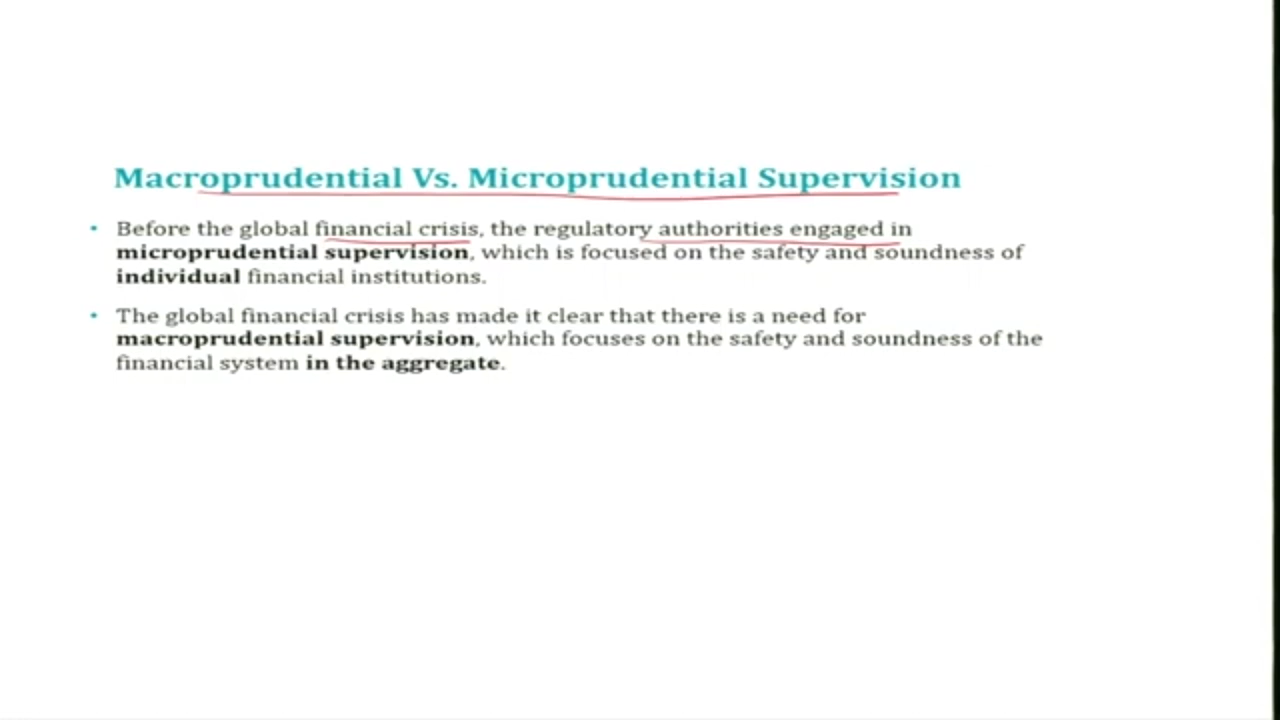 Macroprudential Vs. Microprudential Supervision
• Before the global financial crisis, the regulatory authorities engaged in
microprudential supervision, which is focused on the safety and soundness of
individual financial institutions.
• The global financial crisis has made it clear that there is a need for
macroprudential supervision, which focuses on the safety and soundness of the
financial system in the aggregate.